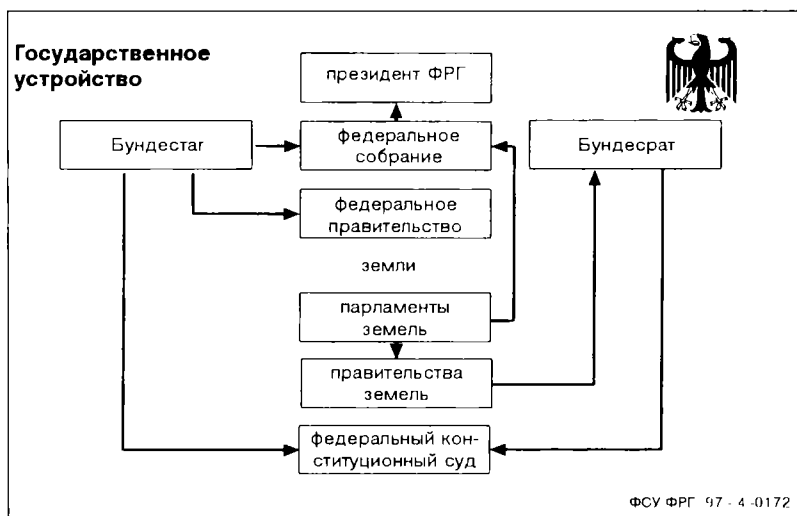 Государственное
устройство
президент ФРГ
Бундестаг
федеральное
собрание
Бундесрат
федеральное
правительство
земли
парламенты
земель
правительства
земель
федеральный кон-
ституционный суд
ФСУ ФРГ 97 - 4 -0172